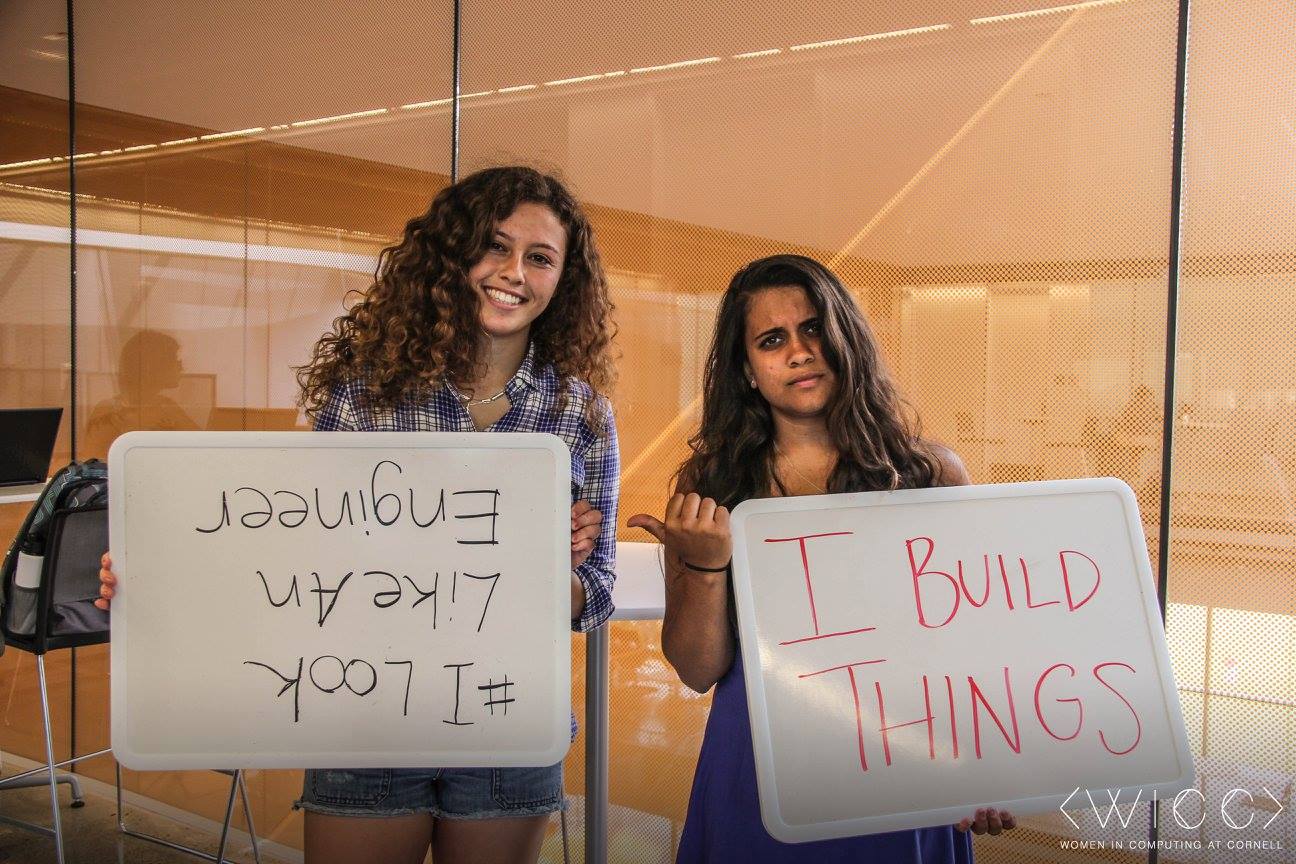 #I Look
Like An
Engineer
I BUILD
THINGS
<WICC>
WOMEN IN COMPUTING AT CORNELL